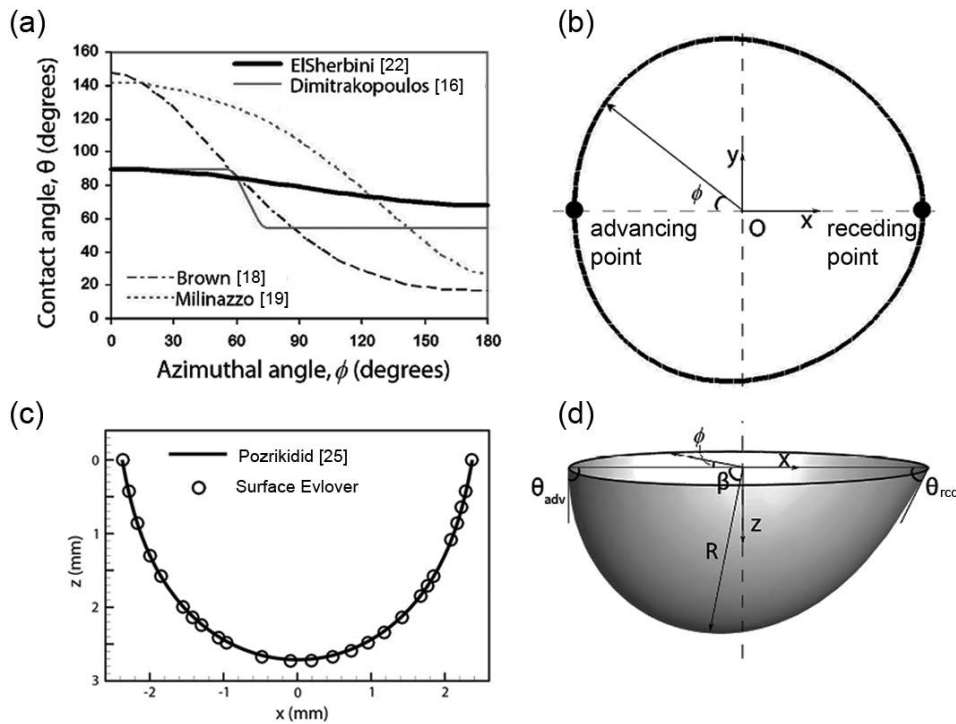 (a)
160
140
120
100
80
60
40
20
0
Contact angle, θ (degrees)
ElSherbini [22]
Dimitrakopoulos [16]
Brown [18]
Milinazzo [19]
0 30 60 90 120 150 180
Azimuthal angle, ϕ (degrees)
(b)
y
ϕ
O
x
advancing
point
receding
point
(c)
0
1
2
3
z (mm)
Pozrikidid [25]
Surface Evlover
-2 -1 0 1 2
x (mm)
(d)
ϕ
x
β
θadv
θrcd
R
z